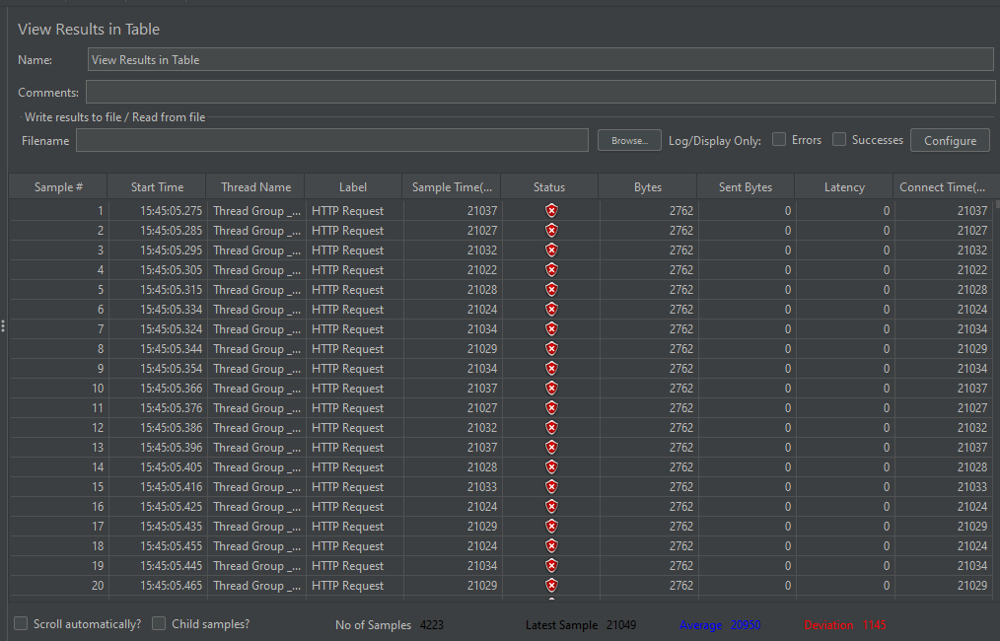 View Results in Table
Name: View Results in Table
Comments:
Write results to file / Read from file
Filename Browse... Log/Display Only: Errors Successes Configure
Sample # Start Time Thread Name Label Sample Time(... Status Bytes Sent Bytes Latency Connect Time(...
1 15:45:05.275 Thread Group _... HTTP Request 21037 2762 0 0 21037
2 15:45:05.285 Thread Group _... HTTP Request 21027 2762 0 0 21027
3 15:45:05.295 Thread Group _... HTTP Request 21032 2762 0 0 21032
4 15:45:05.305 Thread Group _... HTTP Request 21022 2762 0 0 21022
5 15:45:05.315 Thread Group _... HTTP Request 21028 2762 0 0 21028
6 15:45:05.334 Thread Group _... HTTP Request 21024 2762 0 0 21024
7 15:45:05.324 Thread Group _... HTTP Request 21034 2762 0 0 21034
8 15:45:05.344 Thread Group _... HTTP Request 21029 2762 0 0 21029
9 15:45:05.354 Thread Group _... HTTP Request 21034 2762 0 0 21034
10 15:45:05.366 Thread Group _... HTTP Request 21037 2762 0 0 21037
11 15:45:05.376 Thread Group _... HTTP Request 21027 2762 0 0 21027
12 15:45:05.386 Thread Group _... HTTP Request 21032 2762 0 0 21032
13 15:45:05.396 Thread Group _... HTTP Request 21037 2762 0 0 21037
14 15:45:05.405 Thread Group _... HTTP Request 21028 2762 0 0 21028
15 15:45:05.416 Thread Group _... HTTP Request 21033 2762 0 0 21033
16 15:45:05.425 Thread Group _... HTTP Request 21024 2762 0 0 21024
17 15:45:05.435 Thread Group _... HTTP Request 21029 2762 0 0 21029
18 15:45:05.455 Thread Group _... HTTP Request 21024 2762 0 0 21024
19 15:45:05.445 Thread Group _... HTTP Request 21034 2762 0 0 21034
20 15:45:05.465 Thread Group _... HTTP Request 21029 2762 0 0 21029
Scroll automatically? Child samples? No of Samples 4223 Latest Sample 21049 Average 20950 Deviation 1145